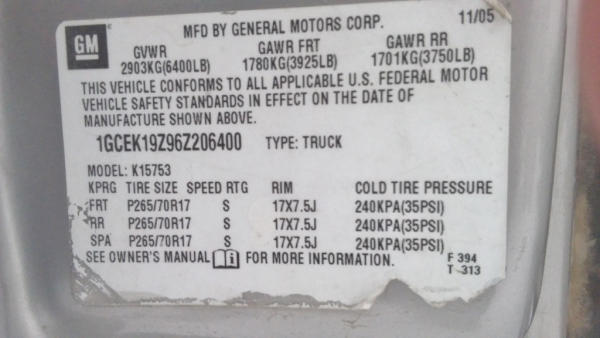 MFD BY GENERAL MOTORS CORP. 11/05
GM
GVWR GAWR FRT GAWR RR
2903KG(6400LB) 1780KG(3925LB) 1701KG(3750LB)
THIS VEHICLE CONFORMS TO ALL APPLICABLE U.S. FEDERAL MOTOR
VEHICLE SAFETY STANDARDS IN EFFECT ON THE DATE OF
MANUFACTURE SHOWN ABOVE.
1GCEK19Z96Z206400 TYPE: TRUCK
MODEL: K15753
KPRG TIRE SIZE SPEED RTG RIM COLD TIRE PRESSURE
FRT P265/70R17 S 17X7.5J 240KPA(35PSI)
RR P265/70R17 S 17X7.5J 240KPA(35PSI)
SPA P265/70R17 S 17X7.5J 240KPA(35PSI)
SEE OWNER'S MANUAL i FOR MORE INFORMATION. F 394
T 313